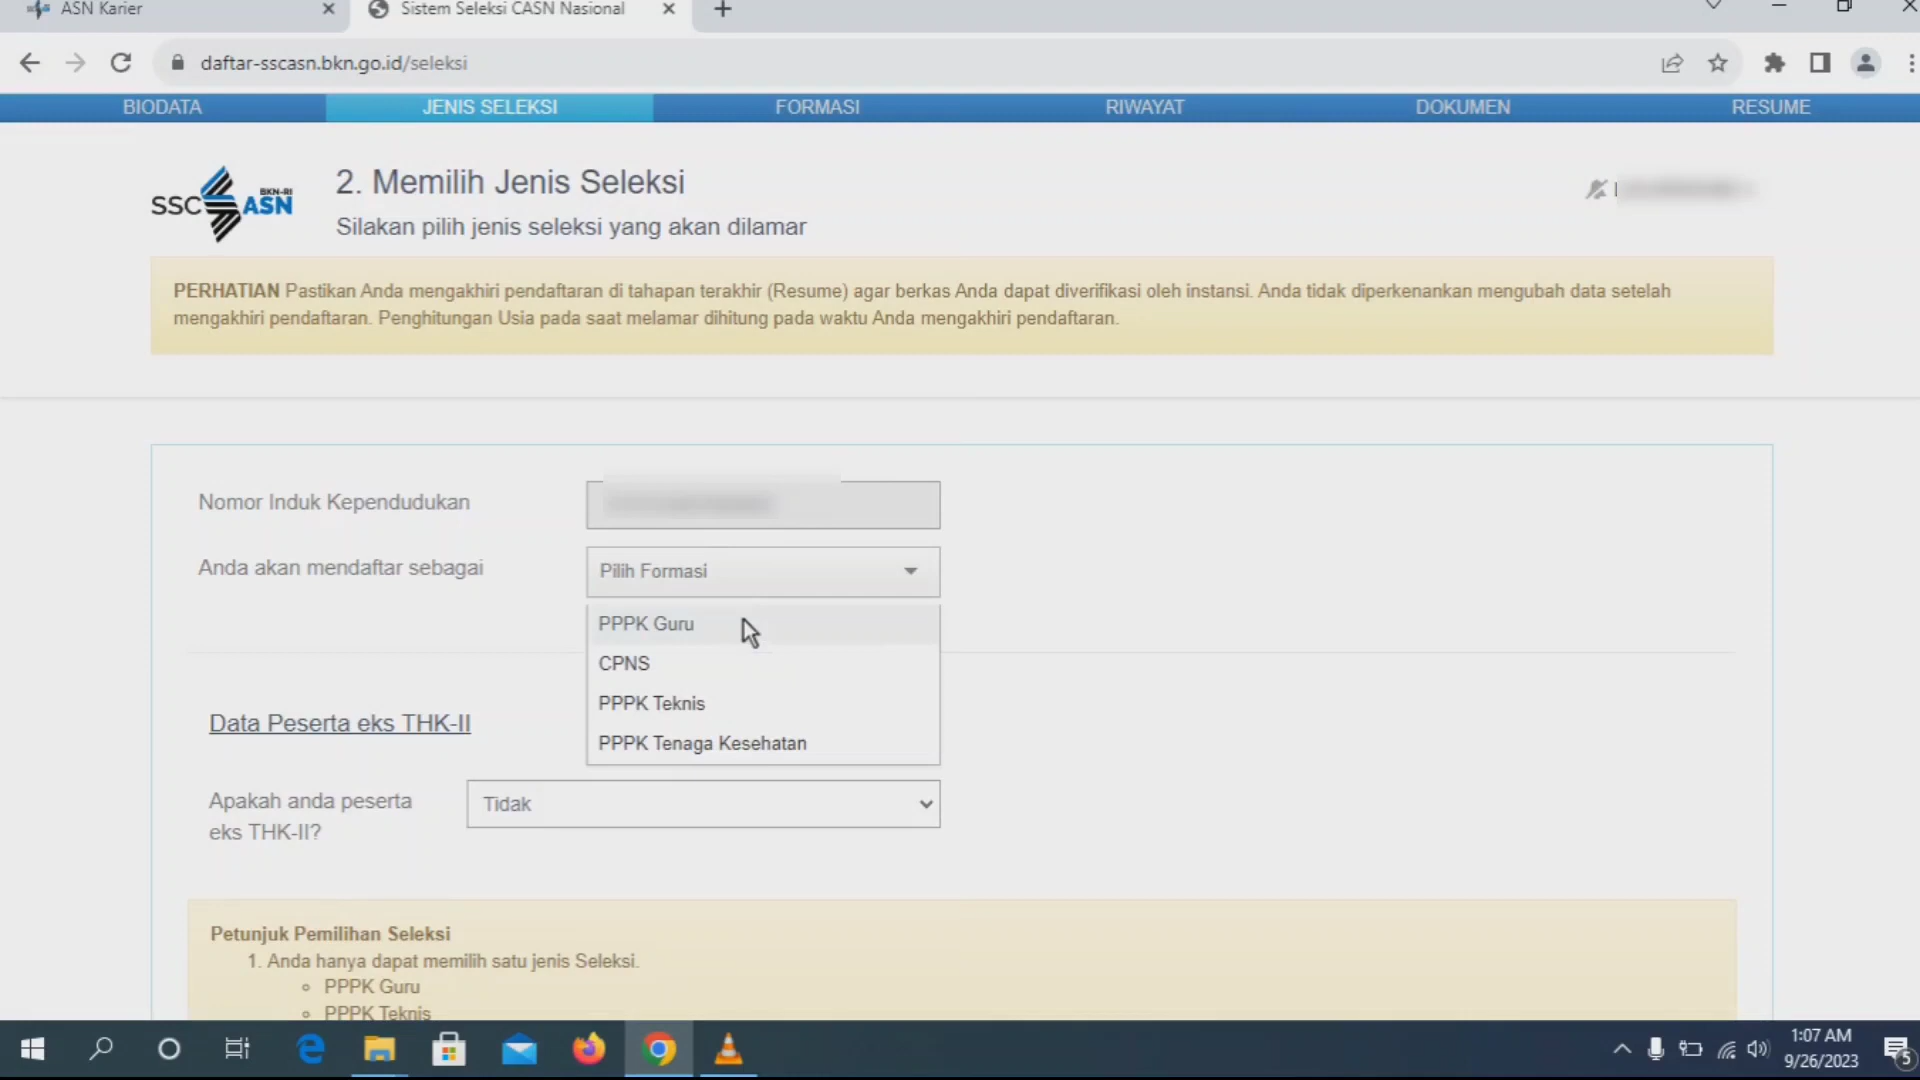 ASN Karier
Sistem Seleksi CASN Nasional
daftar-sscasn.bkn.go.id/seleksi
BIODATA
JENIS SELEKSI
FORMASI
RIWAYAT
DOKUMEN
RESUME
SSC ASN BKN-RI
2. Memilih Jenis Seleksi
Silakan pilih jenis seleksi yang akan dilamar
PERHATIAN Pastikan Anda mengakhiri pendaftaran di tahapan terakhir (Resume) agar berkas Anda dapat diverifikasi oleh instansi. Anda tidak diperkenankan mengubah data setelah
mengakhiri pendaftaran. Penghitungan Usia pada saat melamar dihitung pada waktu Anda mengakhiri pendaftaran.
Nomor Induk Kependudukan
Anda akan mendaftar sebagai
Pilih Formasi
PPPK Guru
CPNS
PPPK Teknis
PPPK Tenaga Kesehatan
Data Peserta eks THK-II
Apakah anda peserta
eks THK-II?
Tidak
Petunjuk Pemilihan Seleksi
1. Anda hanya dapat memilih satu jenis Seleksi.
PPPK Guru
PPPK Teknis
1:07 AM
9/26/2023
5